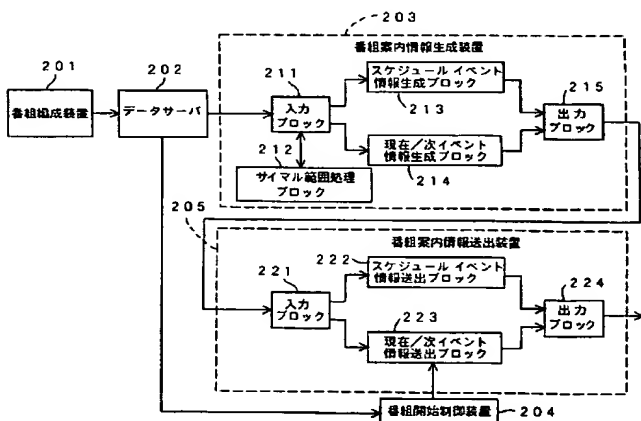 203
番組案内情報生成装置
201
番組編成装置
202
データサーバ
211
入力
ブロック
スケジュール イベント
情報生成ブロック
213
215
出力
ブロック
212
サイマル範囲処理
ブロック
現在/次イベント
情報生成ブロック
214
205
番組案内情報送出装置
221
入力
ブロック
222
スケジュール イベント
情報送出ブロック
224
出力
ブロック
223
現在/次イベント
情報送出ブロック
番組開始制御装置
204